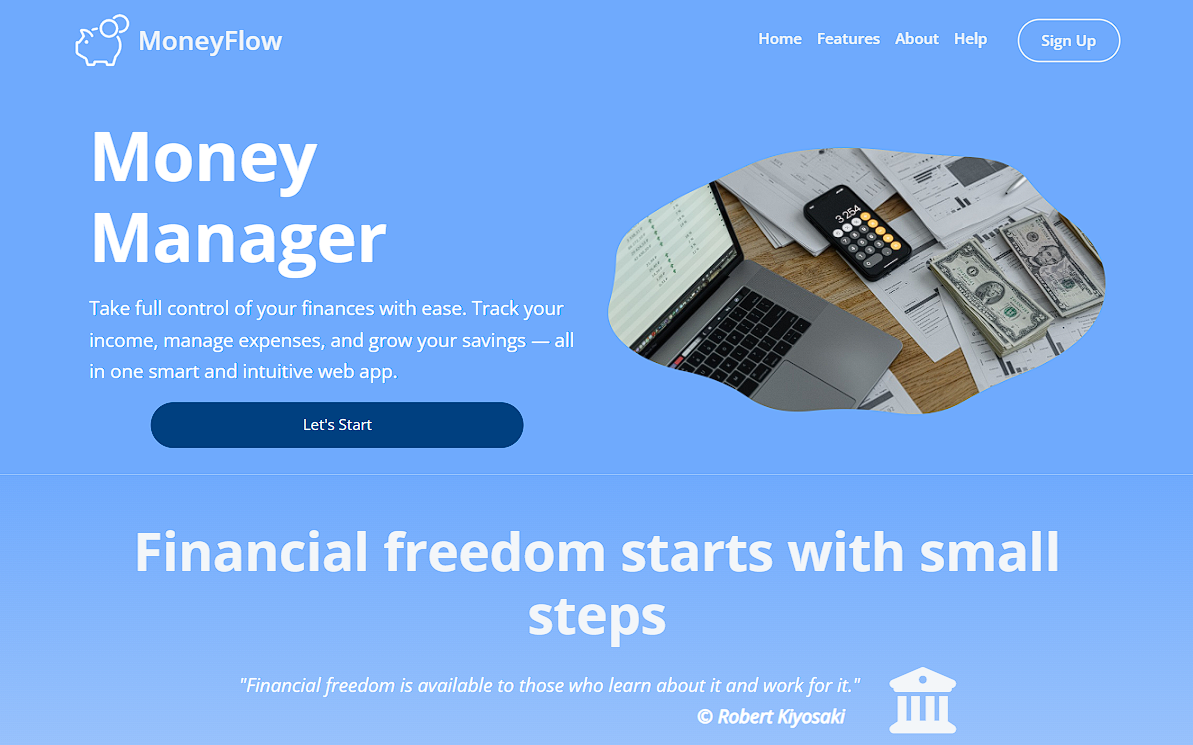 MoneyFlow
Home Features About Help Sign Up
Money
Manager
Take full control of your finances with ease. Track your
income, manage expenses, and grow your savings — all
in one smart and intuitive web app.
Let's Start
3 254
Financial freedom starts with small
steps
"Financial freedom is available to those who learn about it and work for it."
© Robert Kiyosaki